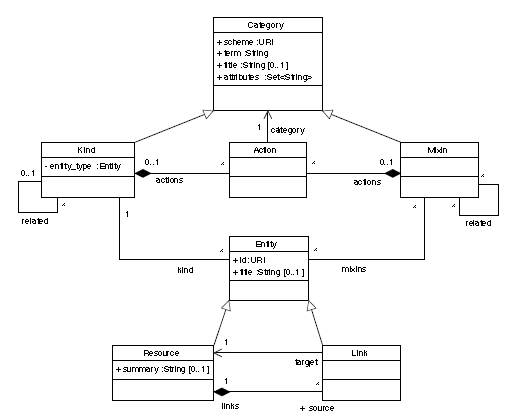 Category
+ scheme :URI
+ term :String
+ title :String [0..1]
+ attributes :Set<String>
1
category
Kind
- entity_type :Entity
0..1
actions
*
Action
*
0..1
actions
Mixin
0..1
*
related
1
*
*
*
related
Entity
+ id:URI
+ title :String [0..1]
kind
*
*
mixins
Resource
+ summary :String [0..1]
1
target
Link
1
links
*
+ source